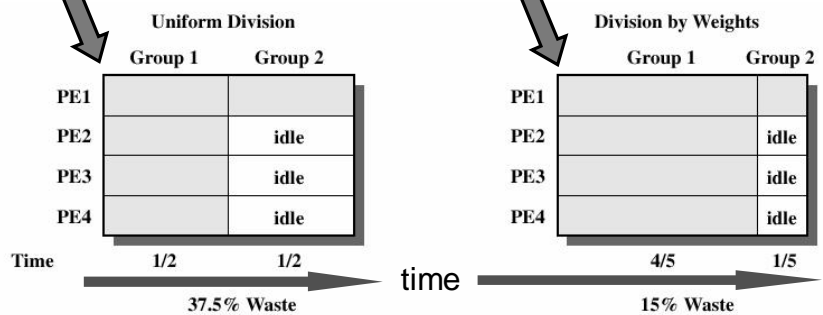 Uniform Division
Group 1 Group 2
PE1
PE2 idle
PE3 idle
PE4 idle
Time 1/2 1/2
37.5% Waste
time
Division by Weights
Group 1 Group 2
PE1
PE2 idle
PE3 idle
PE4 idle
4/5 1/5
15% Waste